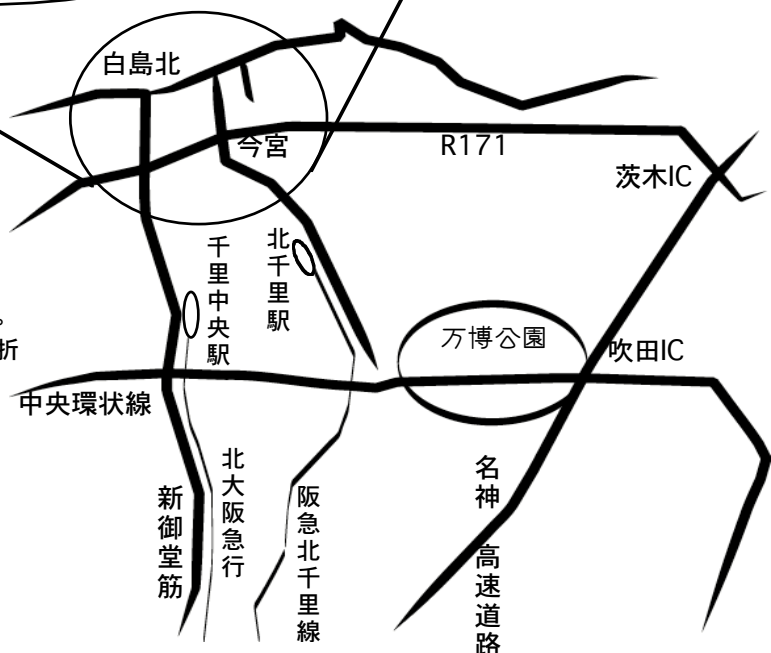 白島北
今宮
R171
茨木IC
千里中央駅
北千里駅
。
折
万博公園
吹田IC
中央環状線
新御堂筋
北大阪急行
阪急北千里線
名神 高速道路